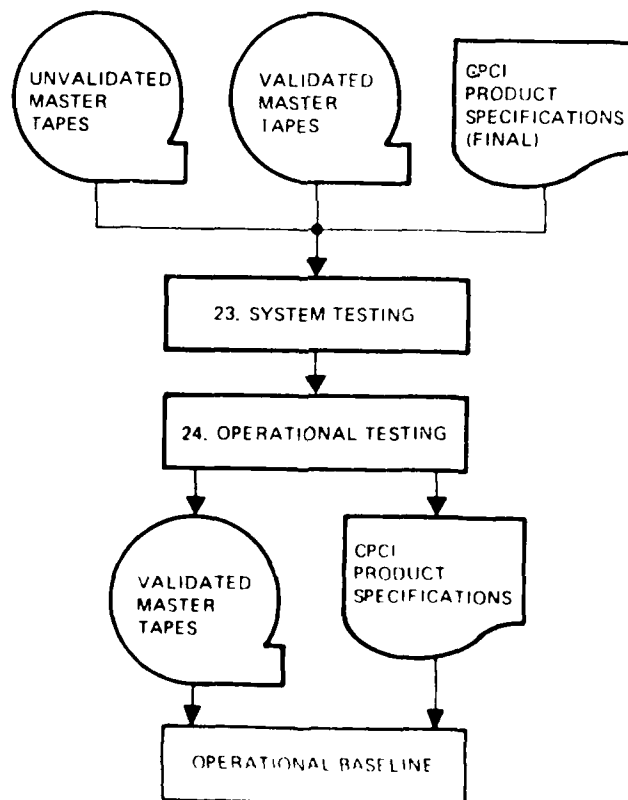 UNVALIDATED
MASTER
TAPES
VALIDATED
MASTER
TAPES
CPCI
PRODUCT
SPECIFICATIONS
(FINAL)
23. SYSTEM TESTING
24. OPERATIONAL TESTING
VALIDATED
MASTER
TAPES
CPCI
PRODUCT
SPECIFICATIONS
OPERATIONAL BASELINE